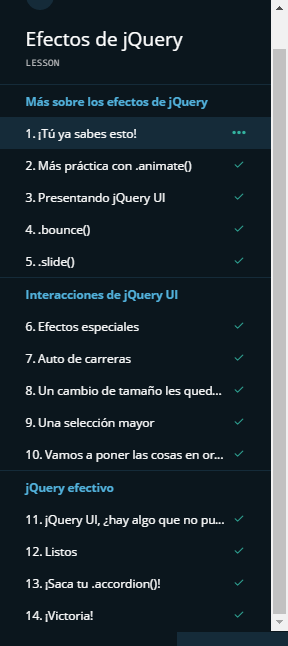 Efectos de jQuery
LESSON
Más sobre los efectos de jQuery
1. ¡Tú ya sabes esto!
2. Más práctica con .animate()
3. Presentando jQuery UI
4. .bounce()
5. .slide()
Interacciones de jQuery UI
6. Efectos especiales
7. Auto de carreras
8. Un cambio de tamaño les qued...
9. Una selección mayor
10. Vamos a poner las cosas en or...
jQuery efectivo
11. jQuery UI, ¿hay algo que no pu...
12. Listos
13. ¡Saca tu .accordion()!
14. ¡Victoria!